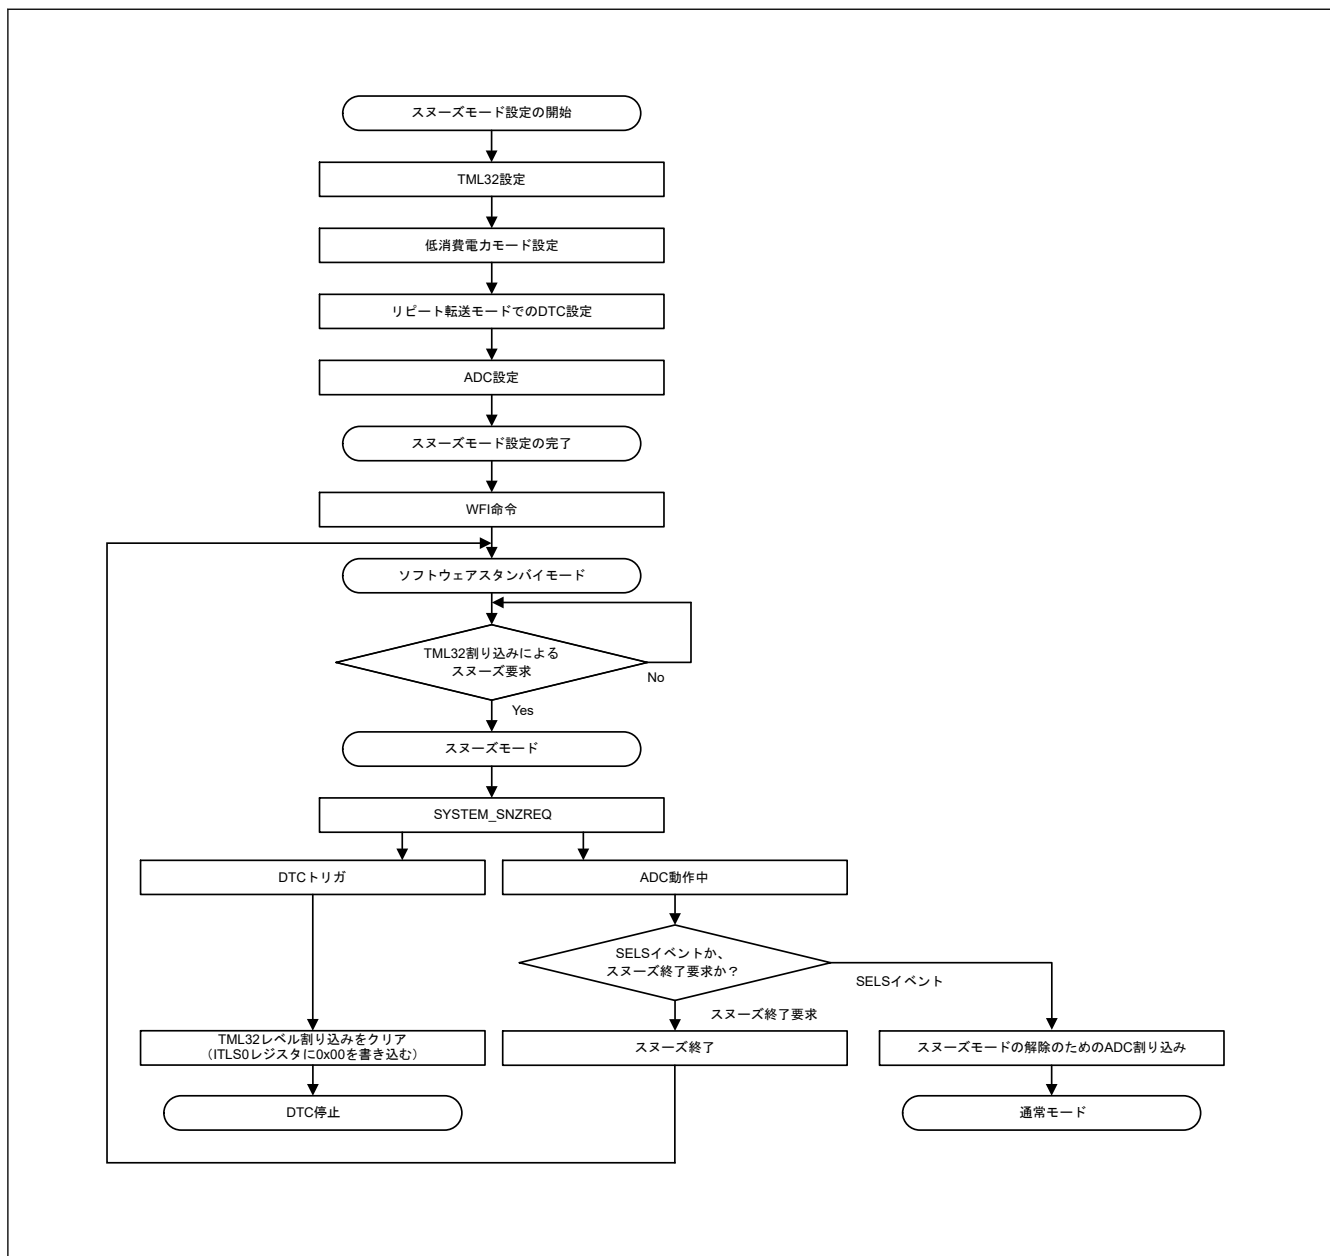 スヌーズモード設定の開始
TML32設定
低消費電力モード設定
リピート転送モードでのDTC設定
ADC設定
スヌーズモード設定の完了
WFI命令
ソフトウェアスタンバイモード
TML32割り込みによる
スヌーズ要求
No
Yes
スヌーズモード
SYSTEM_SNZREQ
DTCトリガ
ADC動作中
SELSイベントか、
スヌーズ終了要求か？
SELSイベント
スヌーズ終了要求
TML32レベル割り込みをクリア
（ITLS0レジスタに0x00を書き込む）
スヌーズ終了
スヌーズモードの解除のためのADC割り込み
DTC停止
通常モード